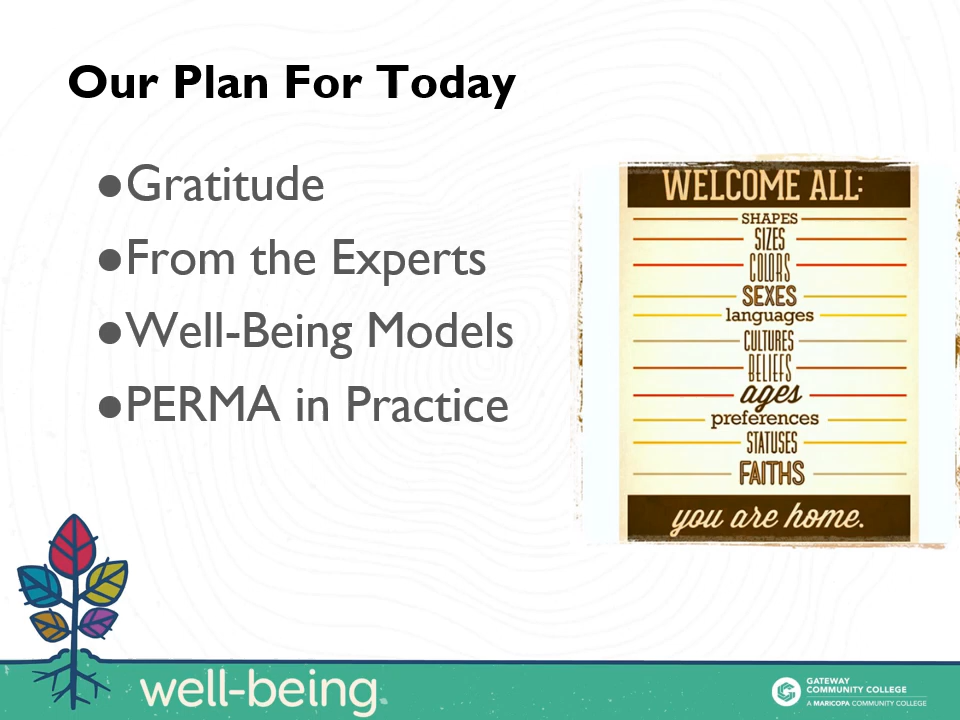 Our Plan For Today
●Gratitude
●From the Experts
●Well-Being Models
●PERMA in Practice
WELCOME ALL:
SHAPES
SIZES
COLORS
SEXES
languages
CULTURES
BELIEFS
ages
preferences
STATUSES
FAITHS
you are home.
well-being
GATEWAY
COMMUNITY COLLEGE
A MARICOPA COMMUNITY COLLEGE